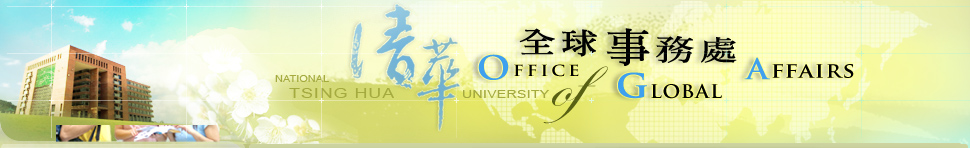 清華
NATIONAL
TSING HUA UNIVERSITY
全球事務處
OFFICE of GLOBAL AFFAIRS